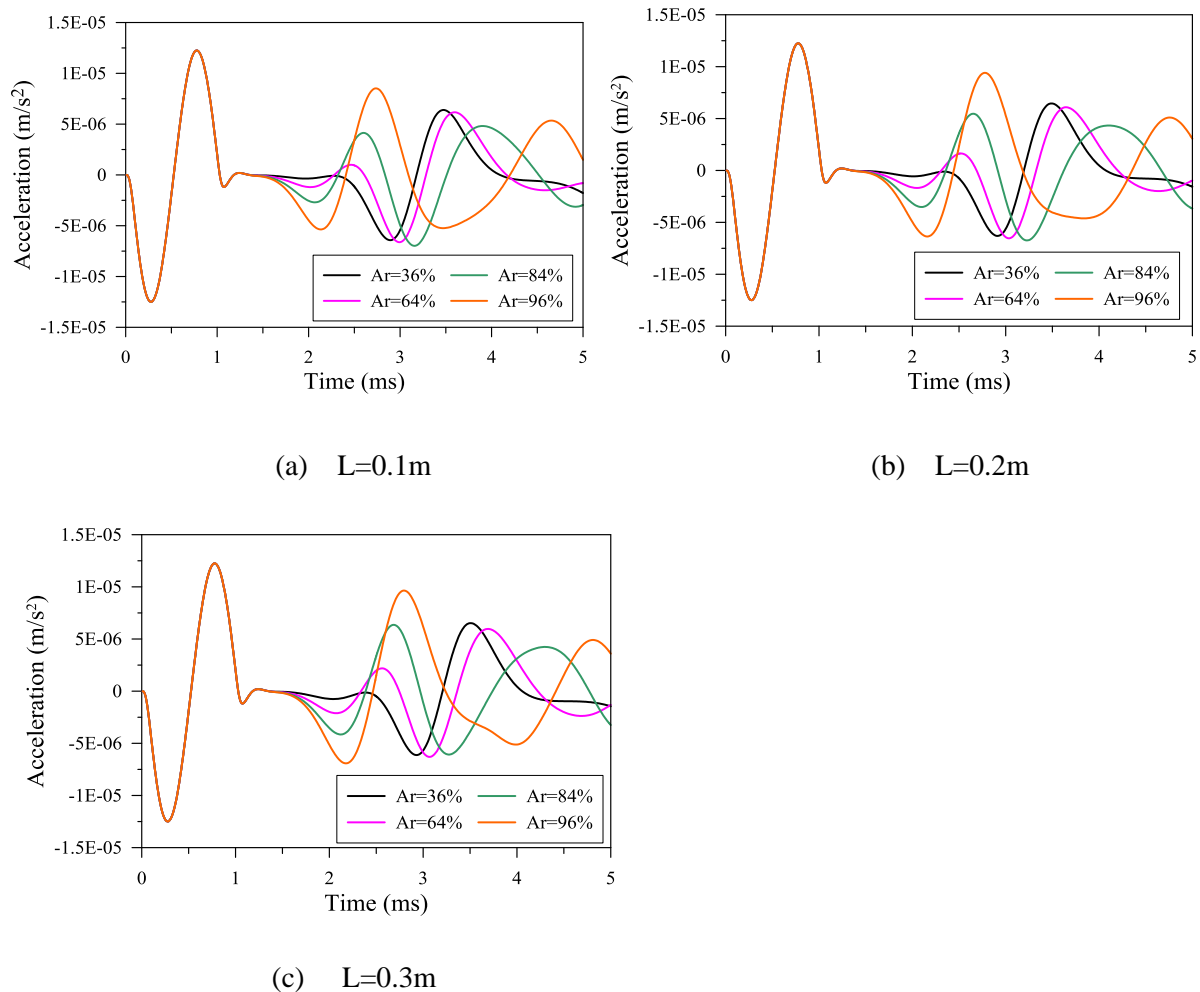 1.5E-05
1E-05
5E-06
0
-5E-06
-1E-05
-1.5E-05
Acceleration (m/s²)
Ar=36% Ar=84%
Ar=64% Ar=96%
0 1 2 3 4 5
Time (ms)
(a) L=0.1m
1.5E-05
1E-05
5E-06
0
-5E-06
-1E-05
-1.5E-05
Acceleration (m/s²)
Ar=36% Ar=84%
Ar=64% Ar=96%
0 1 2 3 4 5
Time (ms)
(b) L=0.2m
1.5E-05
1E-05
5E-06
0
-5E-06
-1E-05
-1.5E-05
Acceleration (m/s²)
Ar=36% Ar=84%
Ar=64% Ar=96%
0 1 2 3 4 5
Time (ms)
(c) L=0.3m